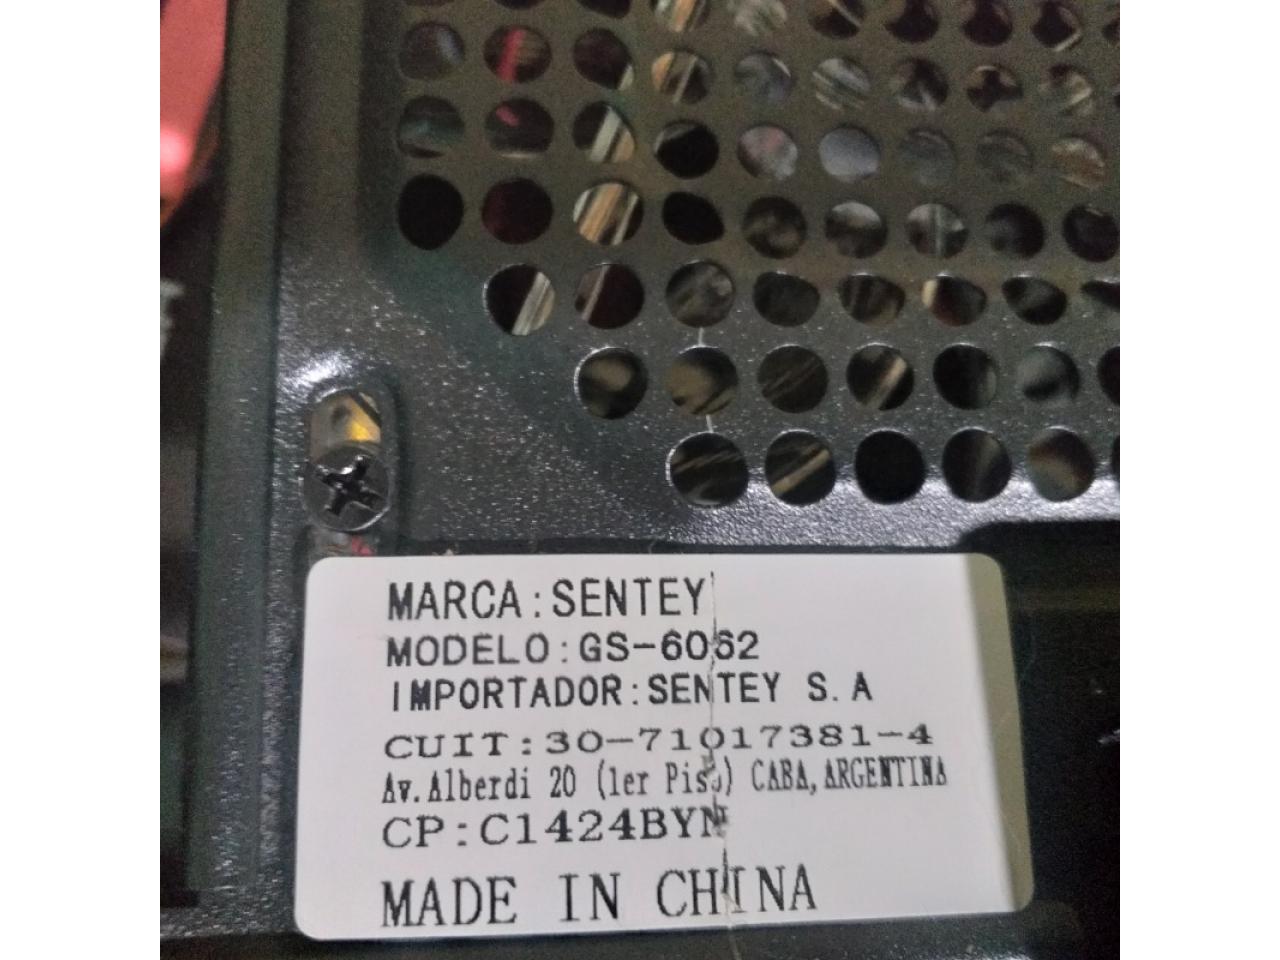 MARCA:SENTEY
MODELO:GS-6062
IMPORTADOR:SENTEY S.A
CUIT:30-71017381-4
Av.Alberdi 20 (1er Piso) CABA, ARGENTINA
CP:C1424BYN
MADE IN CHINA